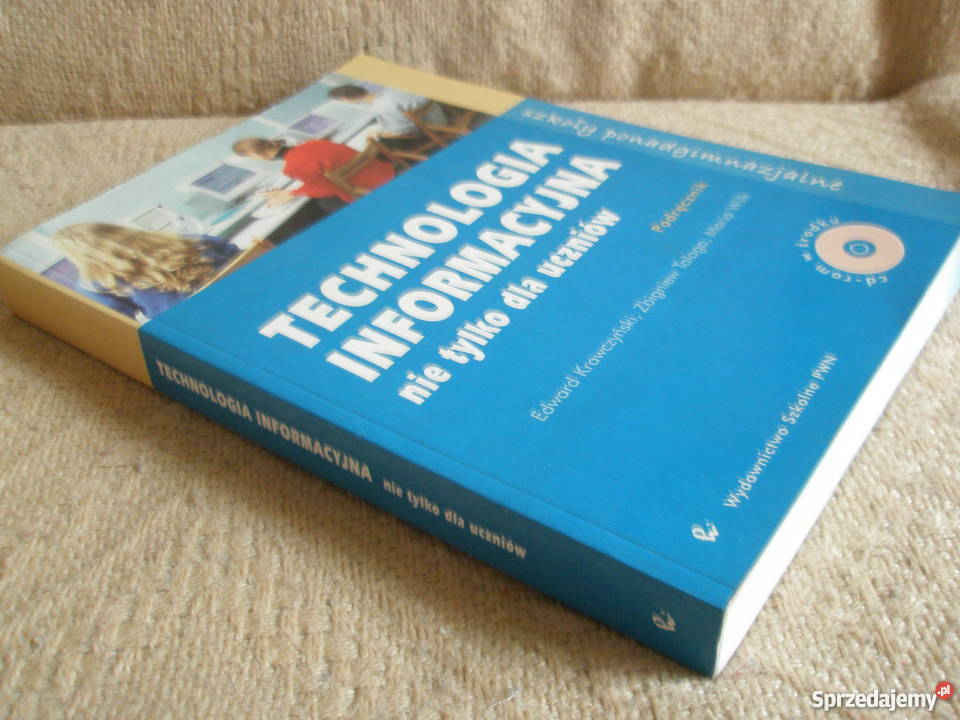 szkoły ponadgimnazjalne
TECHNOLOGIA
INFORMACYJNA
nie tylko dla uczniów
Podręcznik
Edward Krawczyński, Zbigniew Talaga, Maria Wilk
cd-rom w środku
Wydawnictwo Szkolne PWN
TECHNOLOGIA INFORMACYJNA nie tylko dla uczniów
Sprzedajemy.pl